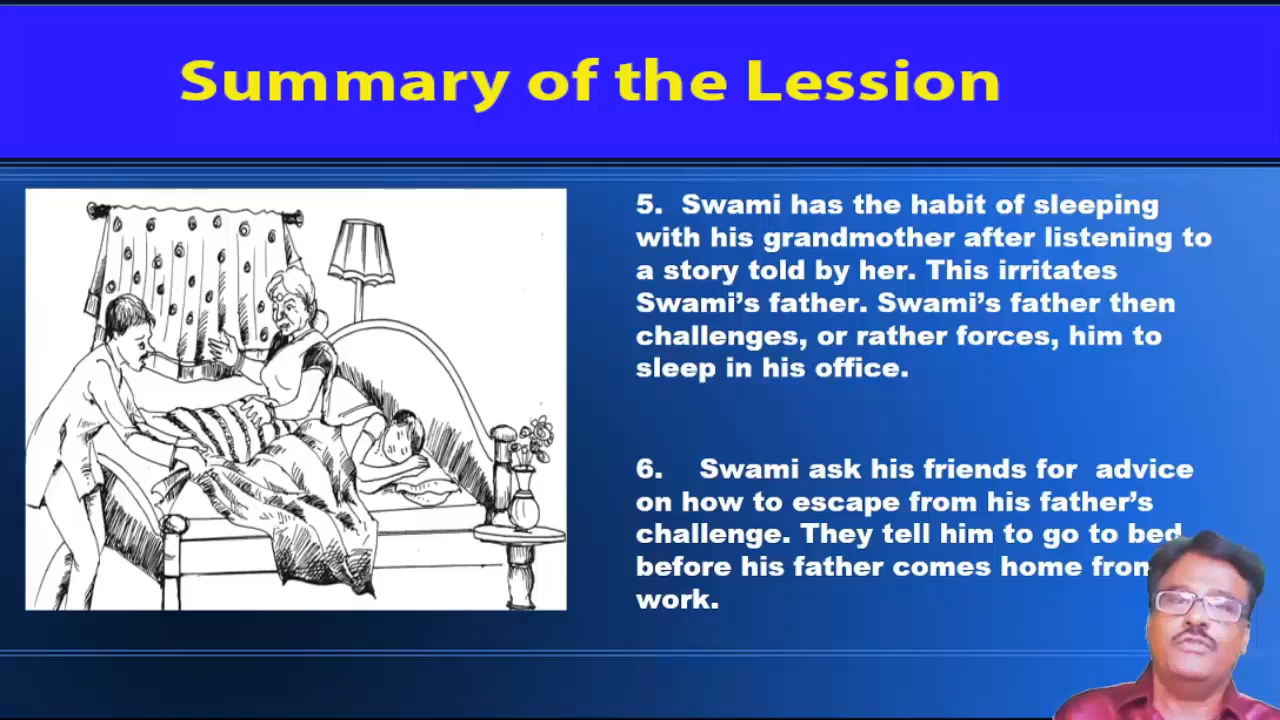 Summary of the Lession
5. Swami has the habit of sleeping
with his grandmother after listening to
a story told by her. This irritates
Swami’s father. Swami’s father then
challenges, or rather forces, him to
sleep in his office.
6. Swami ask his friends for advice
on how to escape from his father’s
challenge. They tell him to go to bed
before his father comes home from
work.